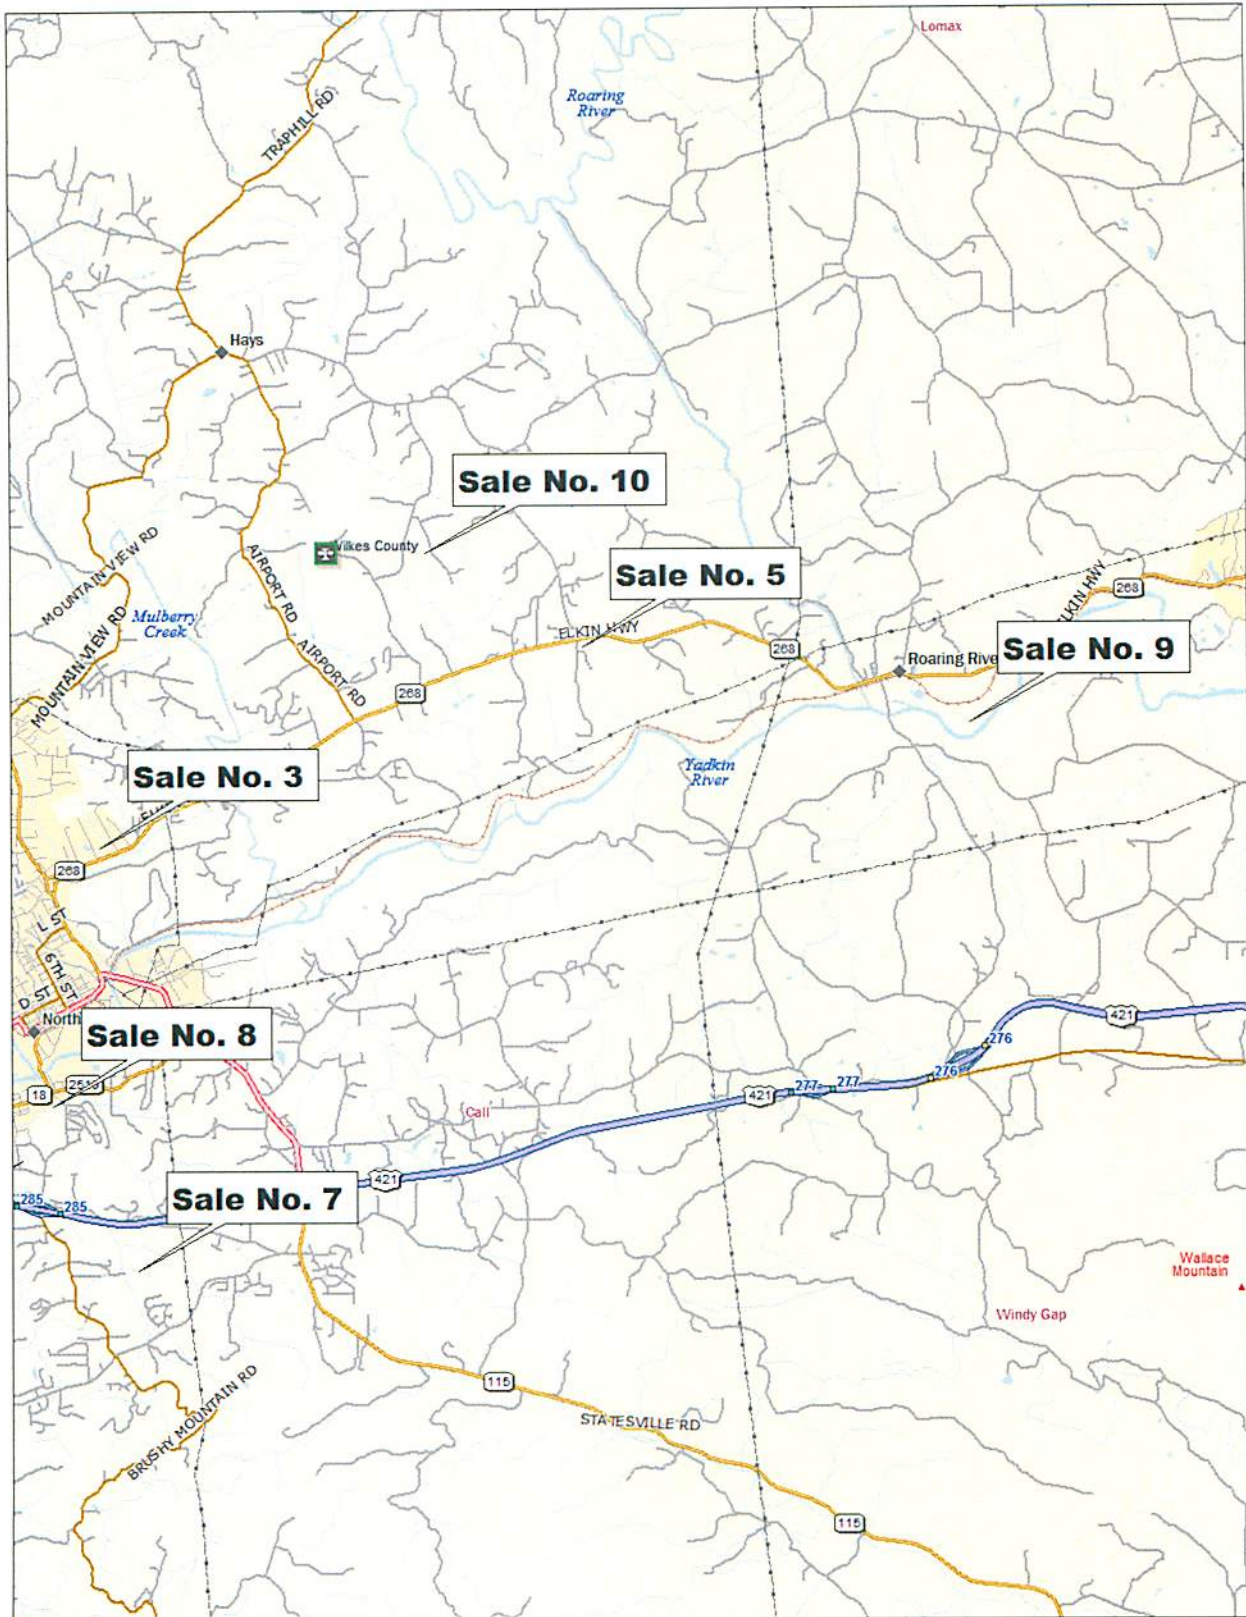 Lomax
Roaring
River
TRAPHILL RD
Hays
Sale No. 10
MOUNTAIN VIEW RD
AIRPORT RD
Wilkes County
Sale No. 5
ELKIN HWY
268
MOUNTAIN VIEW RD
Mulberry
Creek
ELKIN HWY
268
Sale No. 9
AIRPORT RD
268
Roaring Rive
Sale No. 3
Yadkin
River
268
L ST
6TH ST
D ST
North
Sale No. 8
421
276
276
277
277
421
18
Call
421
Sale No. 7
285
285
Wallace
Mountain
Windy Gap
115
STATESVILLE RD
BRUSHY MOUNTAIN RD
115